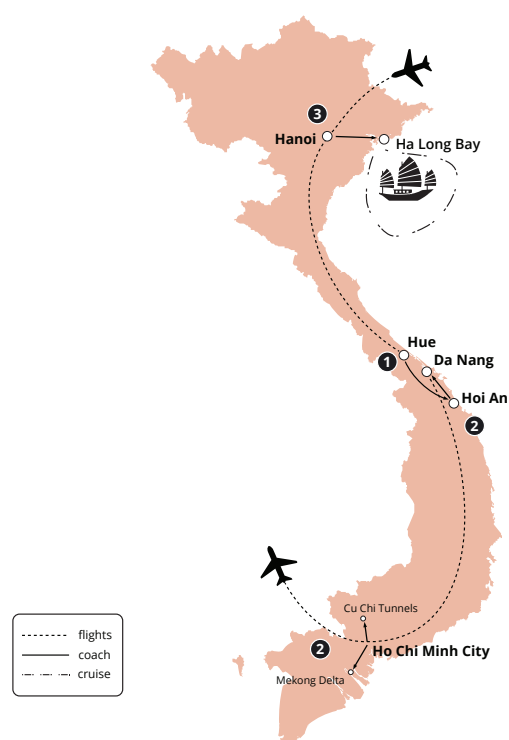 3
Hanoi
Ha Long Bay
Hue
1
Da Nang
Hoi An
2
Cu Chi Tunnels
2
Ho Chi Minh City
Mekong Delta
flights
coach
cruise